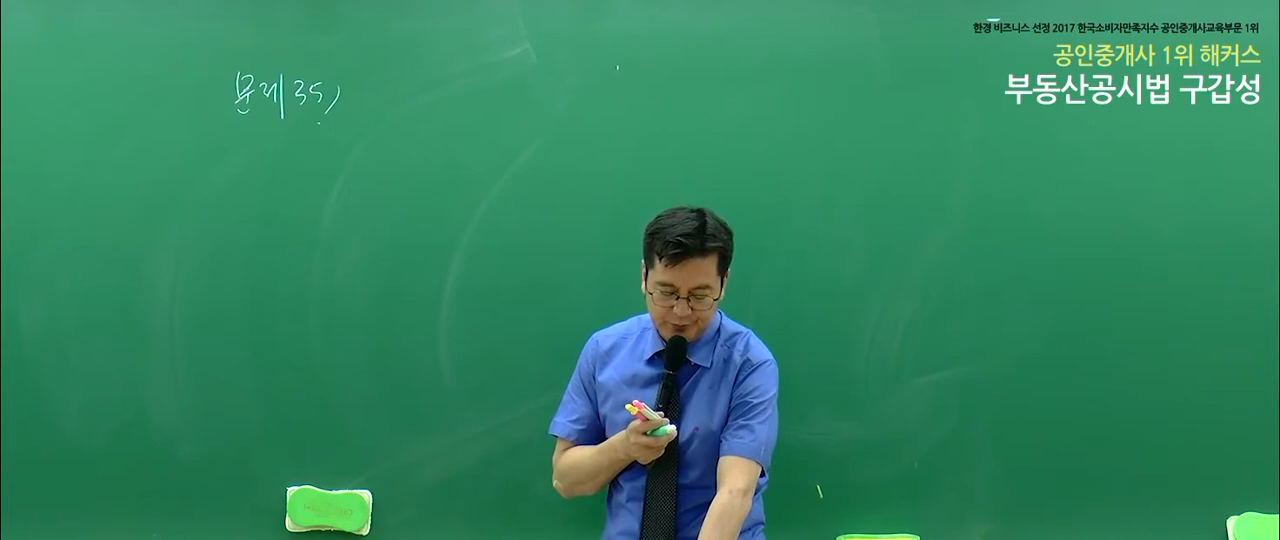 한경 비즈니스 선정 2017 한국소비자만족지수 공인중개사교육부문 1위
공인중개사 1위 해커스
부동산공시법 구갑성
문제 35)